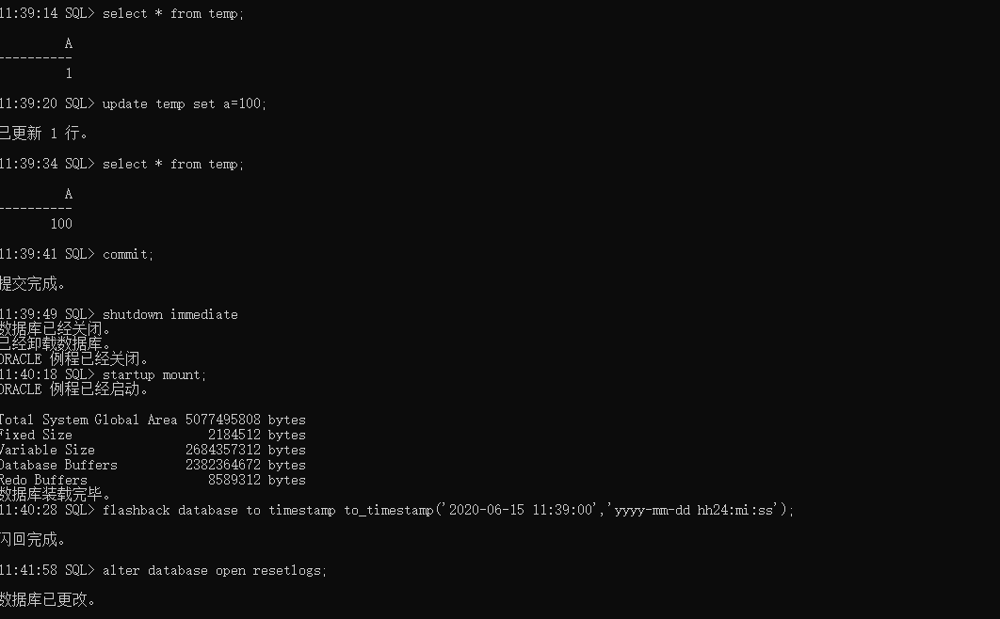 11:39:14 SQL> select * from temp;
A
----------
1
11:39:20 SQL> update temp set a=100;
已更新 1 行。
11:39:34 SQL> select * from temp;
A
----------
100
11:39:41 SQL> commit;
提交完成。
11:39:49 SQL> shutdown immediate
数据库已经关闭。
已经卸载数据库。
ORACLE 例程已经关闭。
11:40:18 SQL> startup mount;
ORACLE 例程已经启动。
Total System Global Area 5077495808 bytes
Fixed Size 2184512 bytes
Variable Size 2684357312 bytes
Database Buffers 2382364672 bytes
Redo Buffers 8589312 bytes
数据库装载完毕。
11:40:28 SQL> flashback database to timestamp to_timestamp('2020-06-15 11:39:00','yyyy-mm-dd hh24:mi:ss');
闪回完成。
11:41:58 SQL> alter database open resetlogs;
数据库已更改。